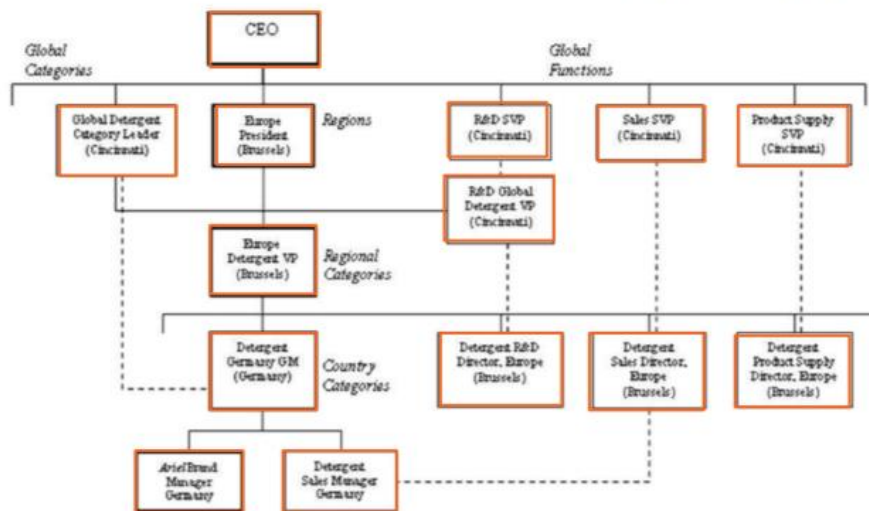 CEO
Global
Categories
Global
Functions
Global Detergent
Category Leader
(Cincinnati)
Europe
President
(Brussels)
Regions
R&D SVP
(Cincinnati)
Sales SVP
(Cincinnati)
Product Supply
SVP
(Cincinnati)
R&D Global
Detergent VP
(Cincinnati)
Europe
Detergent VP
(Brussels)
Regional
Categories
Detergent
Germany GM
(Germany)
Country
Categories
Detergent R&D
Director, Europe
(Brussels)
Detergent
Sales Director,
Europe
(Brussels)
Detergent
Product Supply
Director, Europe
(Brussels)
Ariel Brand
Manager
Germany
Detergent
Sales Manager
Germany